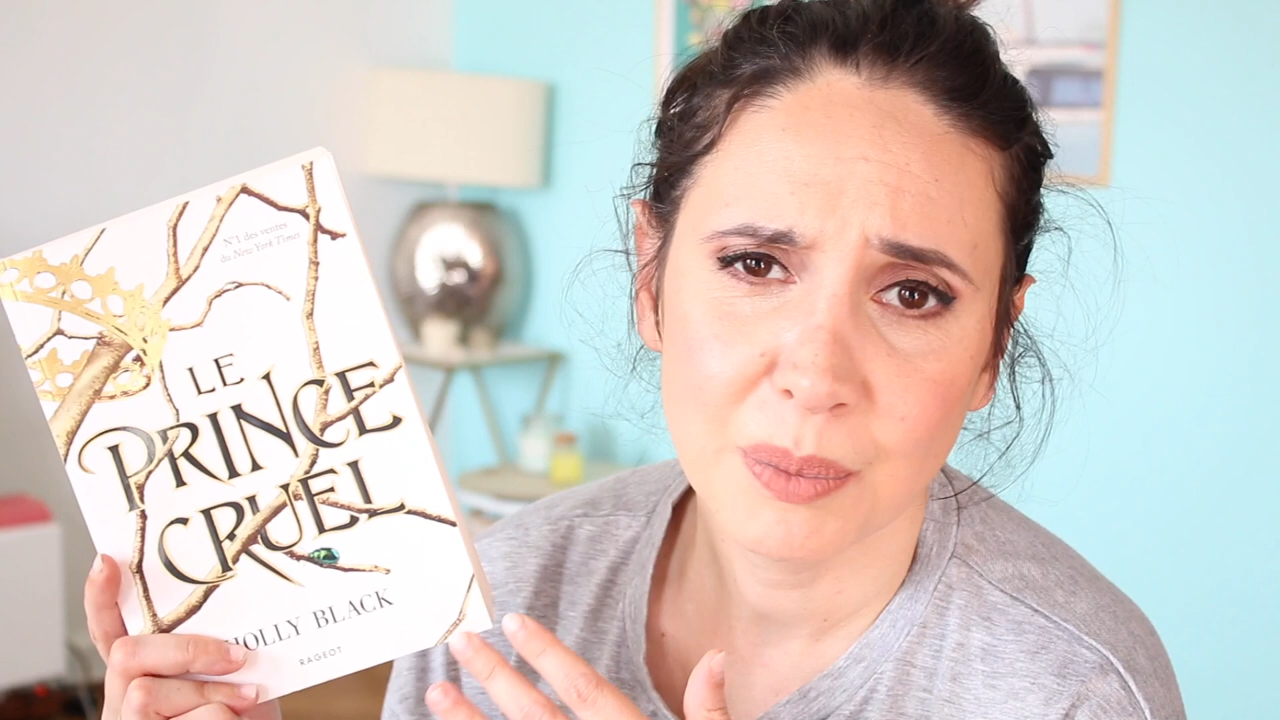 N°1 des ventes
du New York Times
LE
PRINCE
CRUEL
HOLLY BLACK
RAGEOT